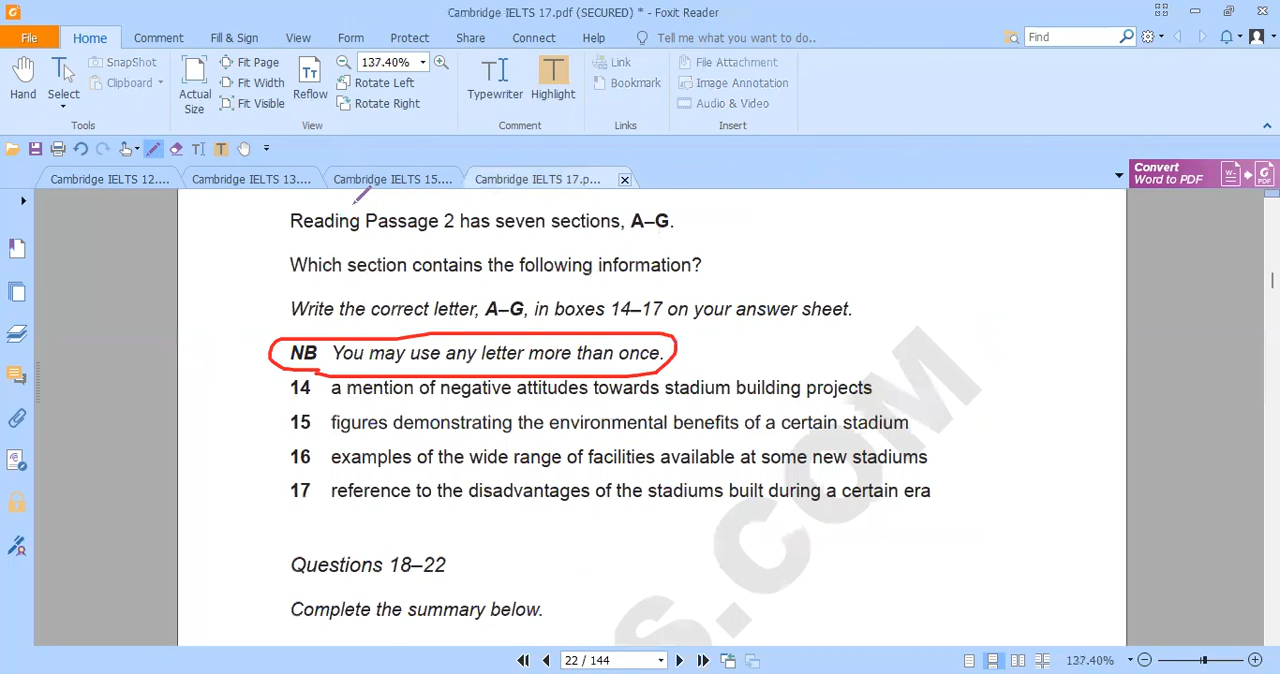 Cambridge IELTS 17.pdf (SECURED) * - Foxit Reader
File Home Comment Fill & Sign View Form Protect Share Connect Help Tell me what you want to do.. Find
SnapShot Fit Page 137.40% Link File Attachment
Clipboard Fit Width Rotate Left Bookmark Image Annotation
Hand Select Actual Size Fit Visible Reflow Rotate Right Typewriter Highlight Audio & Video
Tools View Comment Links Insert
Cambridge IELTS 12.... Cambridge IELTS 13.... Cambridge IELTS 15.... Cambridge IELTS 17.p... Convert Word to PDF
Reading Passage 2 has seven sections, A–G.
Which section contains the following information?
Write the correct letter, A–G, in boxes 14–17 on your answer sheet.
NB You may use any letter more than once.
14 a mention of negative attitudes towards stadium building projects
15 figures demonstrating the environmental benefits of a certain stadium
16 examples of the wide range of facilities available at some new stadiums
17 reference to the disadvantages of the stadiums built during a certain era
Questions 18–22
Complete the summary below.
S.COM
22 / 144 137.40%